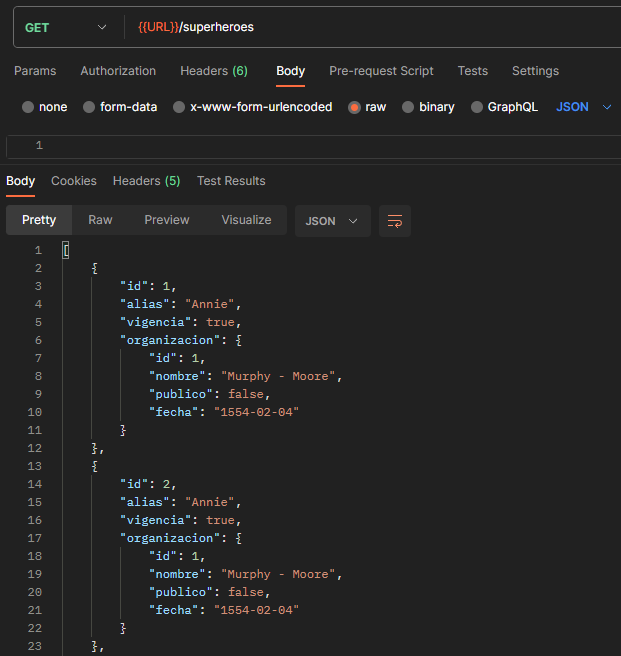 GET {{URL}}/superheroes
Params Authorization Headers (6) Body Pre-request Script Tests Settings
none form-data x-www-form-urlencoded raw binary GraphQL JSON
1
Body Cookies Headers (5) Test Results
Pretty Raw Preview Visualize JSON
1 [
2 {
3 "id": 1,
4 "alias": "Annie",
5 "vigencia": true,
6 "organizacion": {
7 "id": 1,
8 "nombre": "Murphy - Moore",
9 "publico": false,
10 "fecha": "1554-02-04"
11 }
12 },
13 {
14 "id": 2,
15 "alias": "Annie",
16 "vigencia": true,
17 "organizacion": {
18 "id": 1,
19 "nombre": "Murphy - Moore",
20 "publico": false,
21 "fecha": "1554-02-04"
22 }
23 },